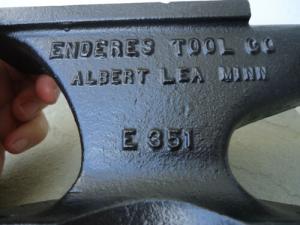 ENDERES TOOL CO
ALBERT LEA MINN
E 351